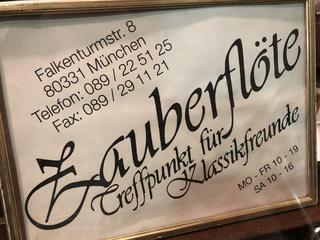 Falkenturmstr. 8
80331 München
Telefon: 089 / 22 51 25
Fax: 089 / 29 11 21
Zauberflöte
Treffpunkt für
Klassikfreunde
MO - FR 10 - 19
SA 10 - 16